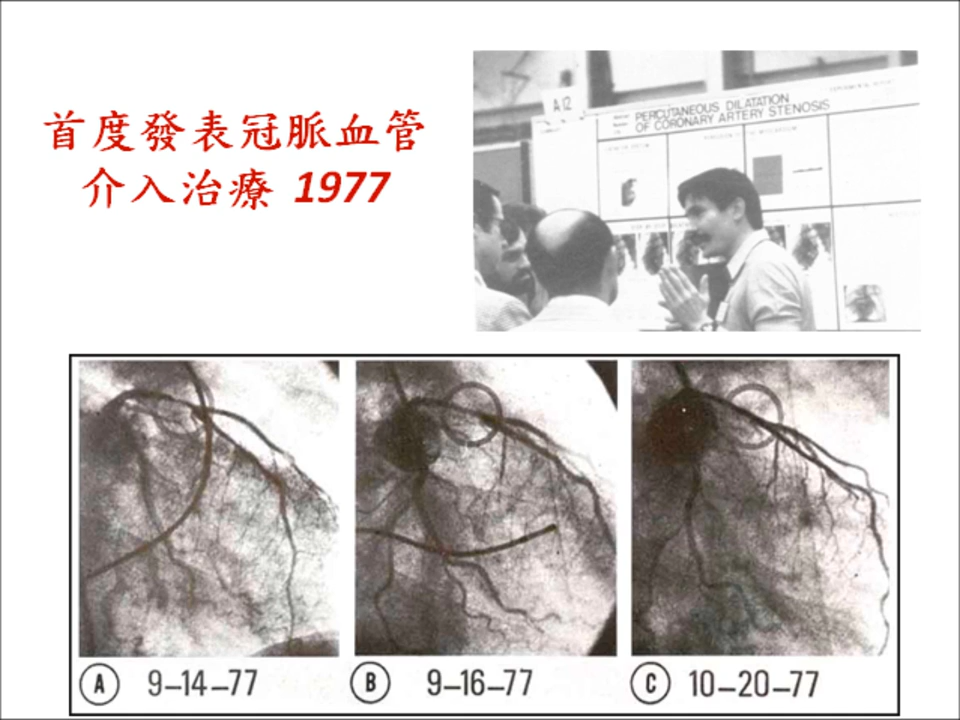 首度發表冠脈血管
介入治療 1977
A12
PERCUTANEOUS DILATATION
OF CORONARY ARTERY STENOSIS
A 9-14-77
B 9-16-77
C 10-20-77